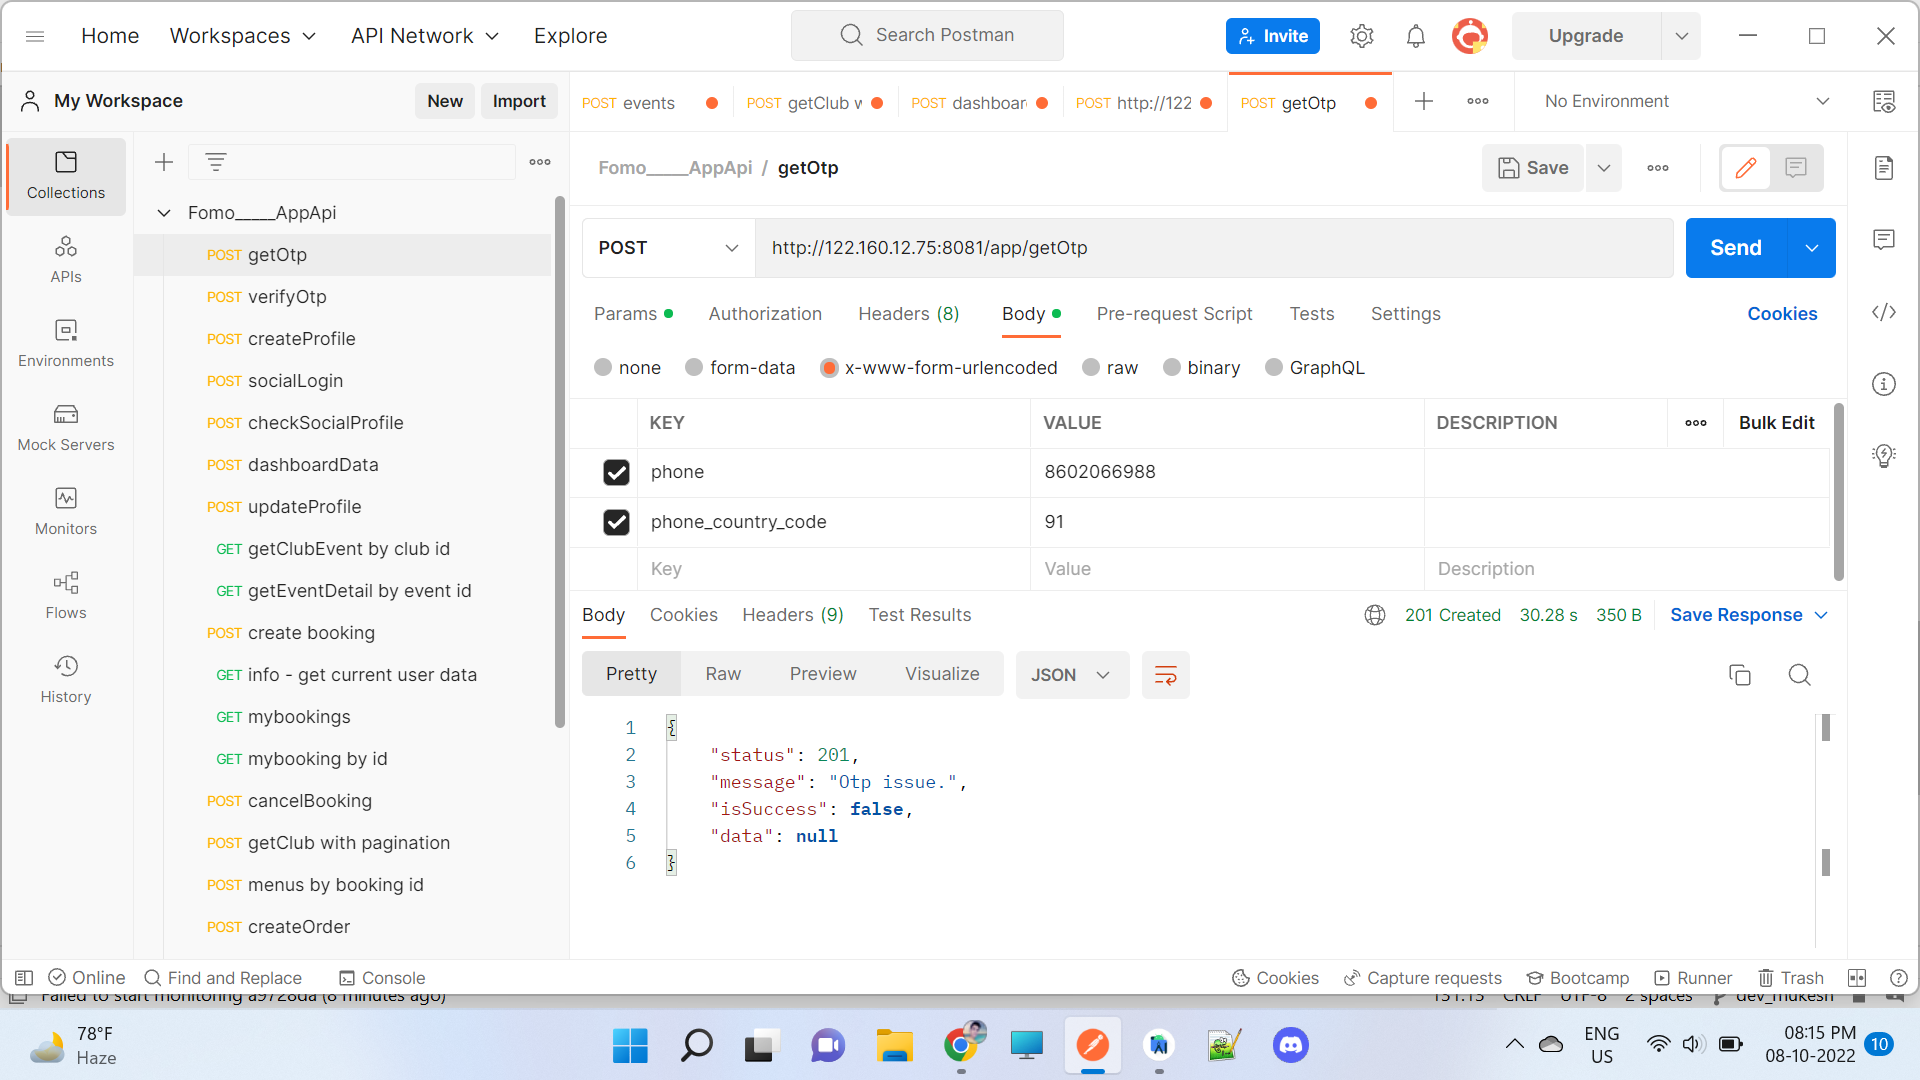 Home
Workspaces
API Network
Explore
Search Postman
Invite
Upgrade
My Workspace
New
Import
POST events
POST getClub w
POST dashboar
POST http://122
POST getOtp
No Environment
Fomo_____AppApi / getOtp
Save
Collections
APIs
Environments
Mock Servers
Monitors
Flows
History
Fomo_____AppApi
POST getOtp
POST verifyOtp
POST createProfile
POST socialLogin
POST checkSocialProfile
POST dashboardData
POST updateProfile
GET getClubEvent by club id
GET getEventDetail by event id
POST create booking
GET info - get current user data
GET mybookings
GET mybooking by id
POST cancelBooking
POST getClub with pagination
POST menus by booking id
POST createOrder
POST
http://122.160.12.75:8081/app/getOtp
Send
Params
Authorization
Headers (8)
Body
Pre-request Script
Tests
Settings
Cookies
none
form-data
x-www-form-urlencoded
raw
binary
GraphQL
KEY
VALUE
DESCRIPTION
Bulk Edit
phone
8602066988
phone_country_code
91
Key
Value
Description
Body
Cookies
Headers (9)
Test Results
201 Created
30.28 s
350 B
Save Response
Pretty
Raw
Preview
Visualize
JSON
1 {
2 "status": 201,
3 "message": "Otp issue.",
4 "isSuccess": false,
5 "data": null
6 }
Online
Find and Replace
Console
Cookies
Capture requests
Bootcamp
Runner
Trash
Failed to start monitoring a9728da (8 minutes ago)
131:13
CRLF
UTF-8
2 spaces
dev_mukesh
78°F
Haze
ENG
US
08:15 PM
08-10-2022
10